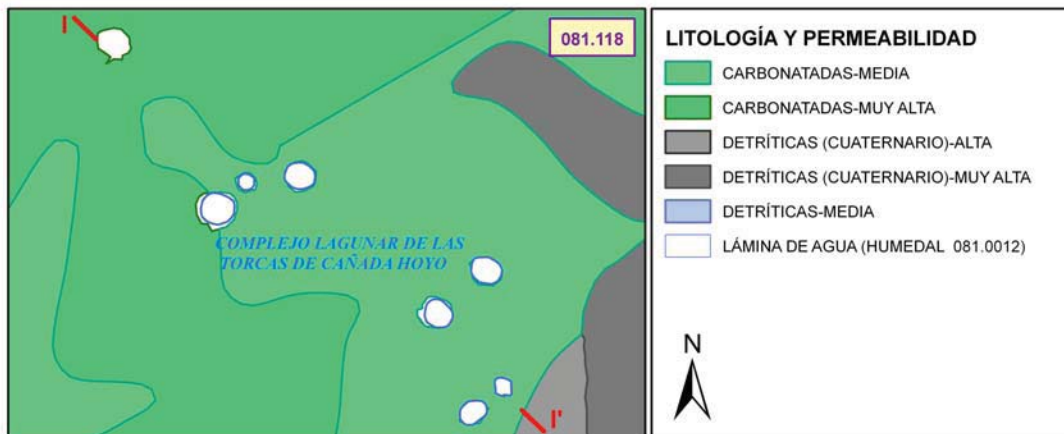 I
081.118
COMPLEJO LAGUNAR DE LAS
TORCAS DE CAÑADA HOYO
I'
LITOLOGÍA Y PERMEABILIDAD
CARBONATADAS-MEDIA
CARBONATADAS-MUY ALTA
DETRÍTICAS (CUATERNARIO)-ALTA
DETRÍTICAS (CUATERNARIO)-MUY ALTA
DETRÍTICAS-MEDIA
LÁMINA DE AGUA (HUMEDAL 081.0012)
N